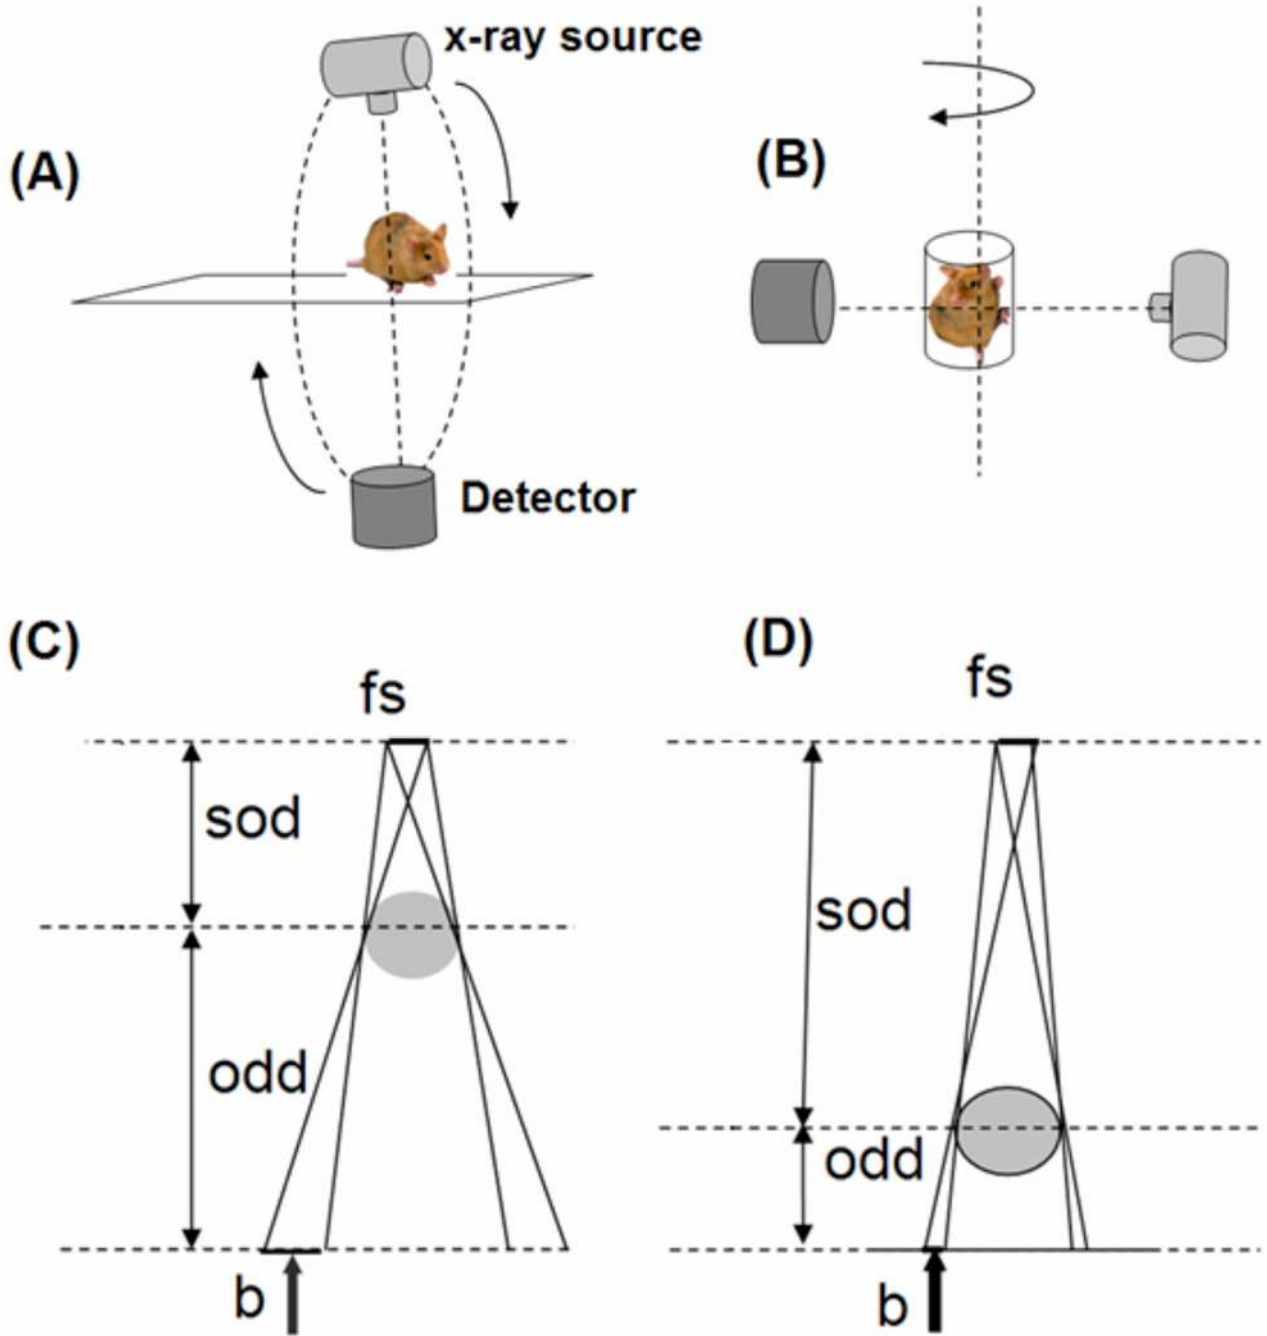 x-ray source
(A)
(B)
Detector
(C)
(D)
fs
fs
sod
sod
odd
odd
b
b